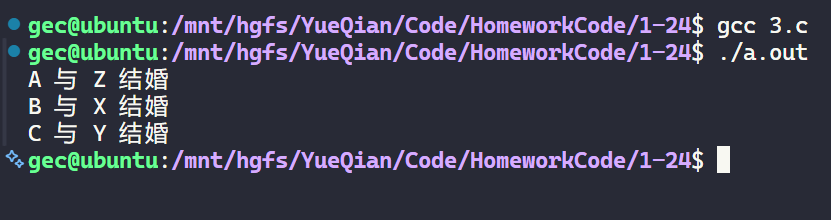 gec@ubuntu:/mnt/hgfs/YueQian/Code/HomeworkCode/1-24$ gcc 3.c
gec@ubuntu:/mnt/hgfs/YueQian/Code/HomeworkCode/1-24$ ./a.out
A 与 Z 结婚
B 与 X 结婚
C 与 Y 结婚
gec@ubuntu:/mnt/hgfs/YueQian/Code/HomeworkCode/1-24$